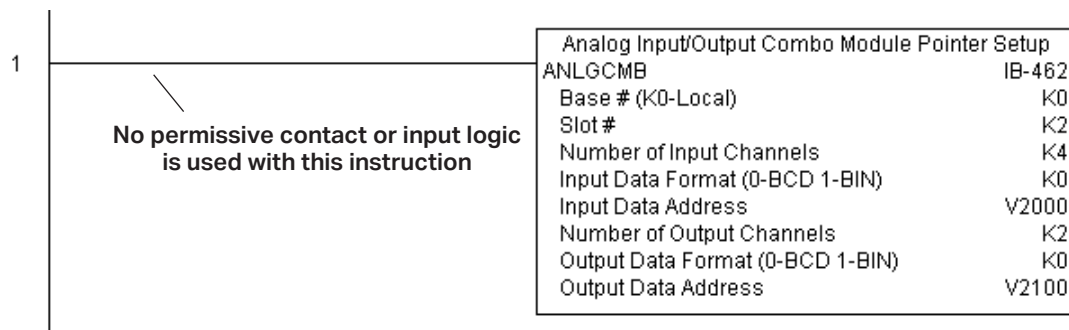 1
No permissive contact or input logic
is used with this instruction
Analog Input/Output Combo Module Pointer Setup
ANLGCMB IB-462
Base # (K0-Local) K0
Slot # K2
Number of Input Channels K4
Input Data Format (0-BCD 1-BIN) K0
Input Data Address V2000
Number of Output Channels K2
Output Data Format (0-BCD 1-BIN) K0
Output Data Address V2100